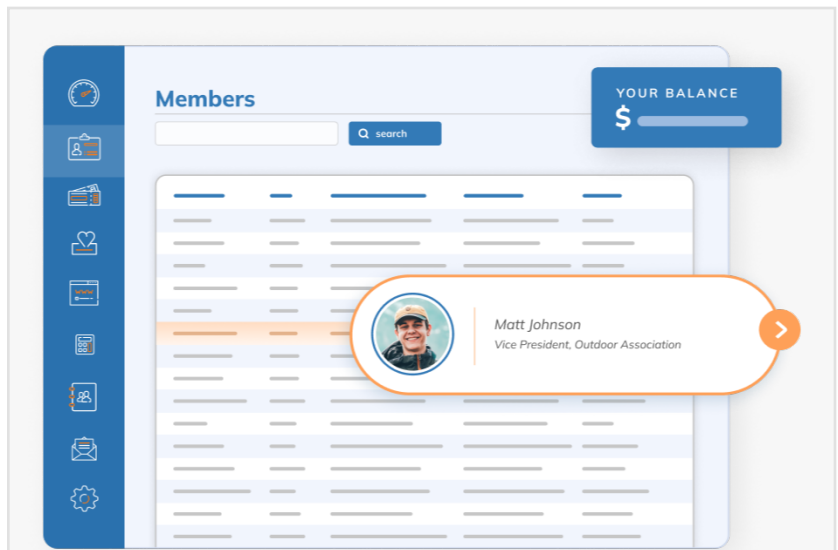 Members
YOUR BALANCE
$
search
Matt Johnson
Vice President, Outdoor Association